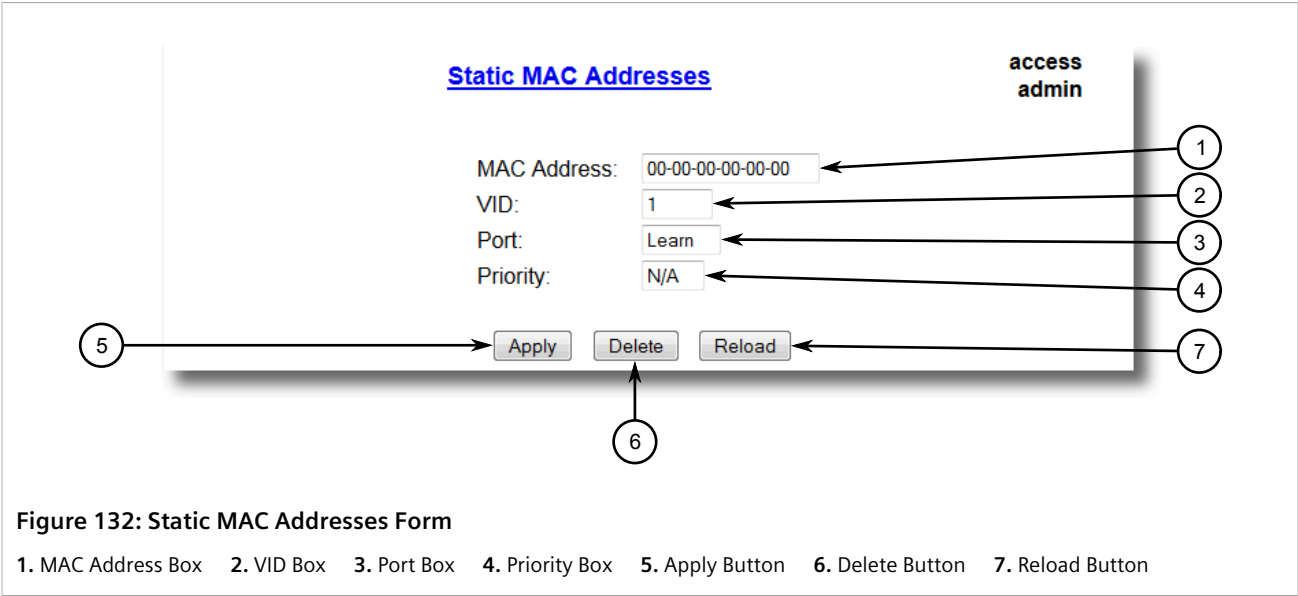 Static MAC Addresses
access
admin
MAC Address: 00-00-00-00-00-00
1
VID: 1
2
Port: Learn
3
Priority: N/A
4
5
Apply Delete Reload
7
6
Figure 132: Static MAC Addresses Form
1. MAC Address Box 2. VID Box 3. Port Box 4. Priority Box 5. Apply Button 6. Delete Button 7. Reload Button